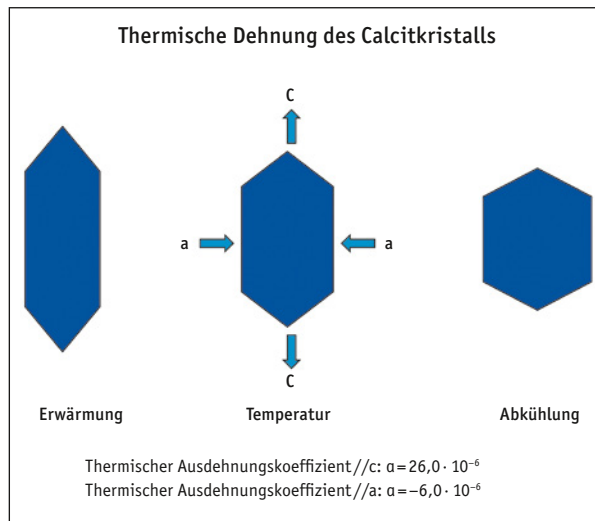 Thermische Dehnung des Calcitkristalls
C
a a
C
Erwärmung Temperatur Abkühlung
Thermischer Ausdehnungskoeffizient//c: α=26,0·10⁻⁶
Thermischer Ausdehnungskoeffizient//a: α=–6,0·10⁻⁶